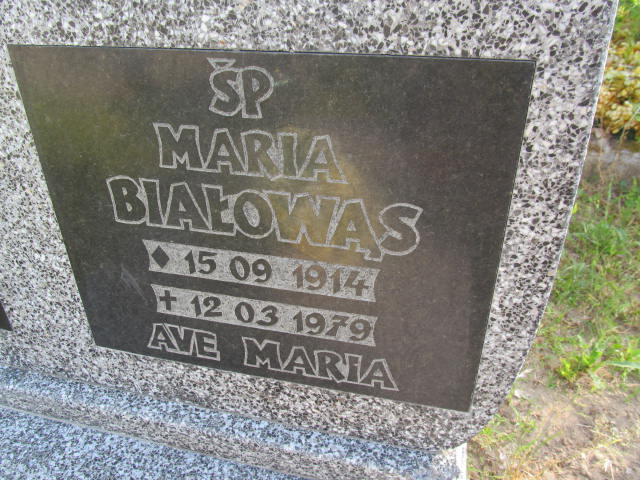 ŚP
MARIA
BIAŁOWĄS
♦ 15 09 1914
✝ 12 03 1979
AVE MARIA